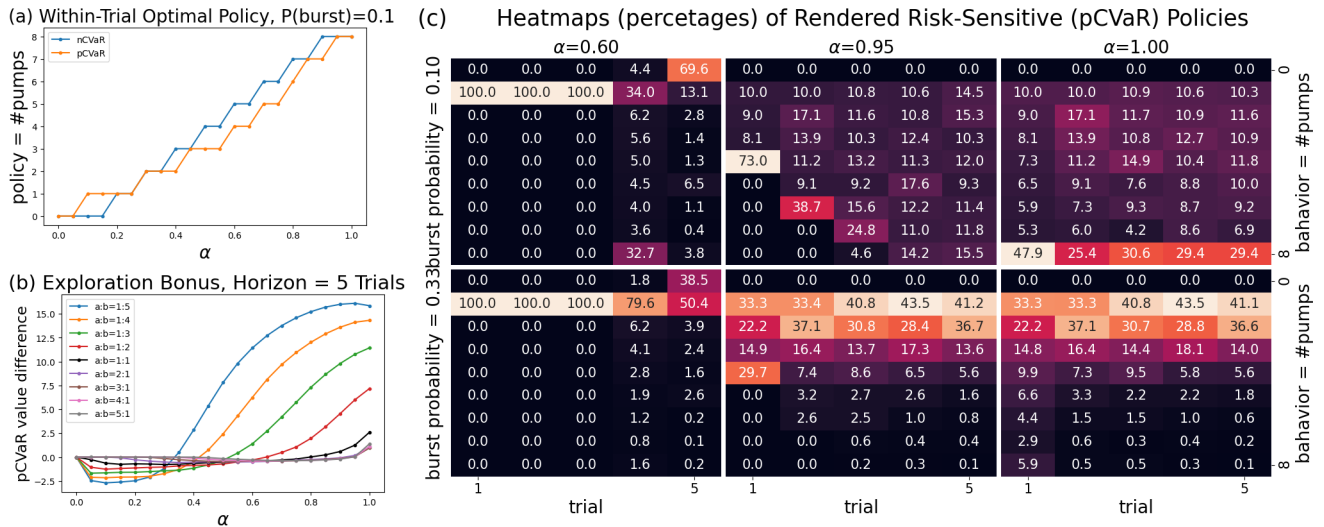 (a) Within-Trial Optimal Policy, P(burst)=0.1
nCVaR
pCVaR
policy = #pumps
8
7
6
5
4
3
2
1
0
0.0 0.2 0.4 0.6 0.8 1.0
α
(b) Exploration Bonus, Horizon = 5 Trials
a:b=1:5
a:b=1:4
a:b=1:3
a:b=1:2
a:b=1:1
a:b=2:1
a:b=3:1
a:b=4:1
a:b=5:1
pCVaR value difference
15.0
12.5
10.0
7.5
5.0
2.5
0.0
−2.5
0.0 0.2 0.4 0.6 0.8 1.0
α
(c) Heatmaps (percentages) of Rendered Risk-Sensitive (pCVaR) Policies
α=0.60 α=0.95 α=1.00
burst probability = 0.10
0.0 0.0 0.0 4.4 69.6 0.0 0.0 0.0 0.0 0.0 0.0 0.0 0.0 0.0 0.0 0
100.0 100.0 100.0 34.0 13.1 10.0 10.0 10.8 10.6 14.5 10.0 10.0 10.9 10.6 10.3
0.0 0.0 0.0 6.2 2.8 9.0 17.1 11.6 10.8 15.3 9.0 17.1 11.7 10.9 11.6
0.0 0.0 0.0 5.6 1.4 8.1 13.9 10.3 12.4 10.3 8.1 13.9 10.8 12.7 10.9
0.0 0.0 0.0 5.0 1.3 73.0 11.2 13.2 11.3 12.0 7.3 11.2 14.9 10.4 11.8
0.0 0.0 0.0 4.5 6.5 0.0 9.1 9.2 17.6 9.3 6.5 9.1 7.6 8.8 10.0
0.0 0.0 0.0 4.0 1.1 0.0 38.7 15.6 12.2 11.4 5.9 7.3 9.3 8.7 9.2
0.0 0.0 0.0 3.6 0.4 0.0 0.0 24.8 11.0 11.8 5.3 6.0 4.2 8.6 6.9
0.0 0.0 0.0 32.7 3.8 0.0 0.0 4.6 14.2 15.5 47.9 25.4 30.6 29.4 29.4 8
bahavior = #pumps
burst probability = 0.33
0.0 0.0 0.0 1.8 38.5 0.0 0.0 0.0 0.0 0.0 0.0 0.0 0.0 0.0 0.0 0
100.0 100.0 100.0 79.6 50.4 33.3 33.4 40.8 43.5 41.2 33.3 33.3 40.8 43.5 41.1
0.0 0.0 0.0 6.2 3.9 22.2 37.1 30.8 28.4 36.7 22.2 37.1 30.7 28.8 36.6
0.0 0.0 0.0 4.1 2.4 14.9 16.4 13.7 17.3 13.6 14.8 16.4 14.4 18.1 14.0
0.0 0.0 0.0 2.8 1.6 29.7 7.4 8.6 6.5 5.6 9.9 7.3 9.5 5.8 5.6
0.0 0.0 0.0 1.9 2.6 0.0 3.2 2.7 2.6 1.6 6.6 3.3 2.2 2.2 1.8
0.0 0.0 0.0 1.2 0.2 0.0 2.6 2.5 1.0 0.8 4.4 1.5 1.5 1.0 0.6
0.0 0.0 0.0 0.8 0.1 0.0 0.0 0.6 0.4 0.4 2.9 0.6 0.3 0.4 0.2
0.0 0.0 0.0 1.6 0.2 0.0 0.0 0.2 0.3 0.1 5.9 0.5 0.5 0.3 0.1 8
bahavior = #pumps
1 5 1 5 1 5
trial trial trial